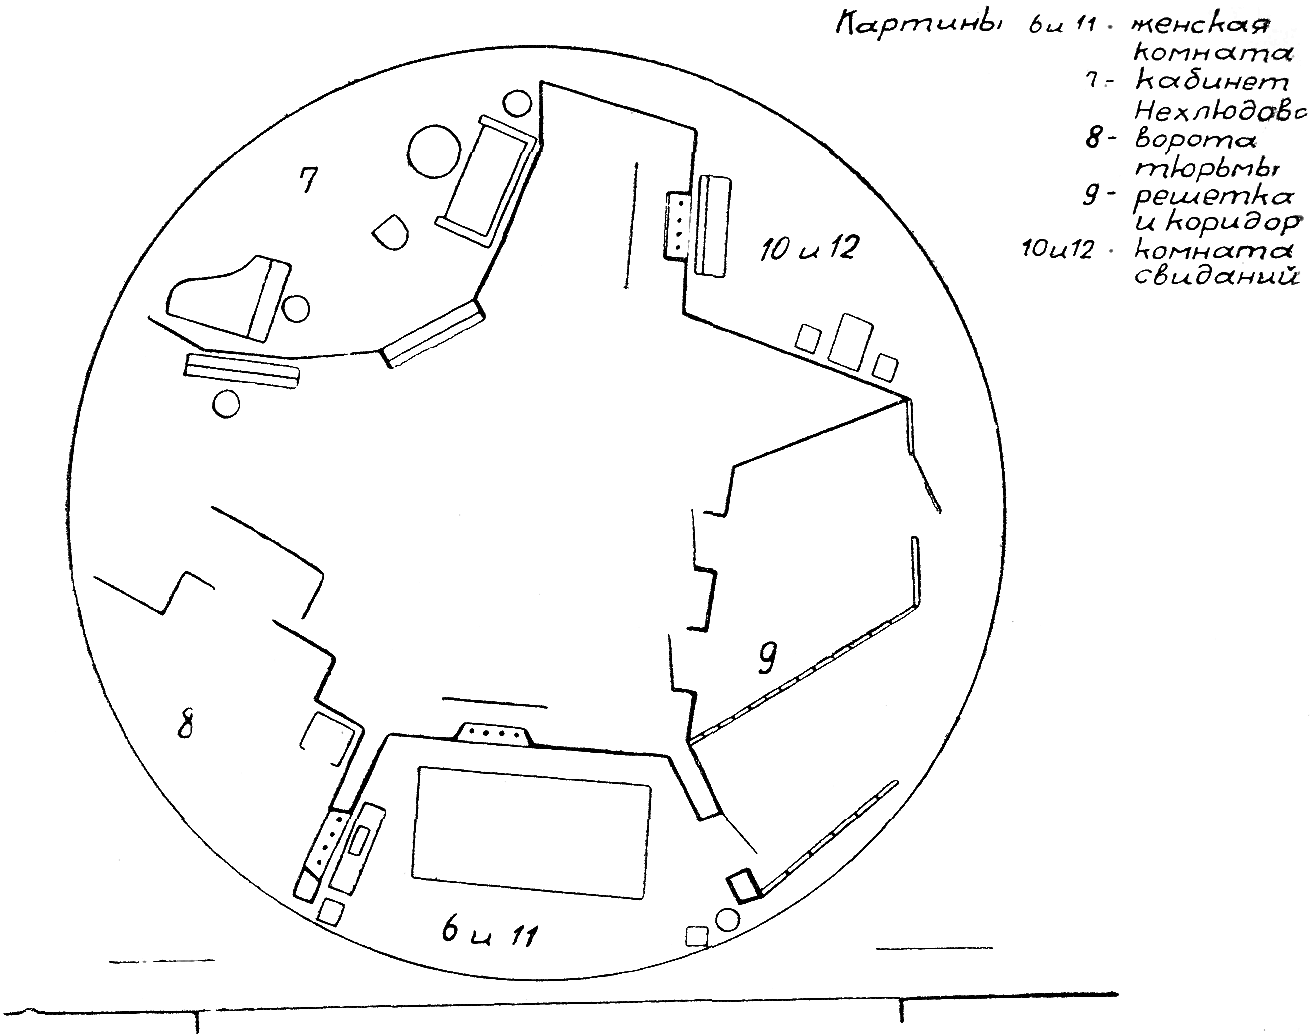 Картины 6 и 11 - женская
комната
7 - кабинет
Нехлюдова
8 - ворота
тюрьмы
9 - решетка
и коридор
10 и 12 - комната
свиданий
7
10 и 12
9
8
6 и 11